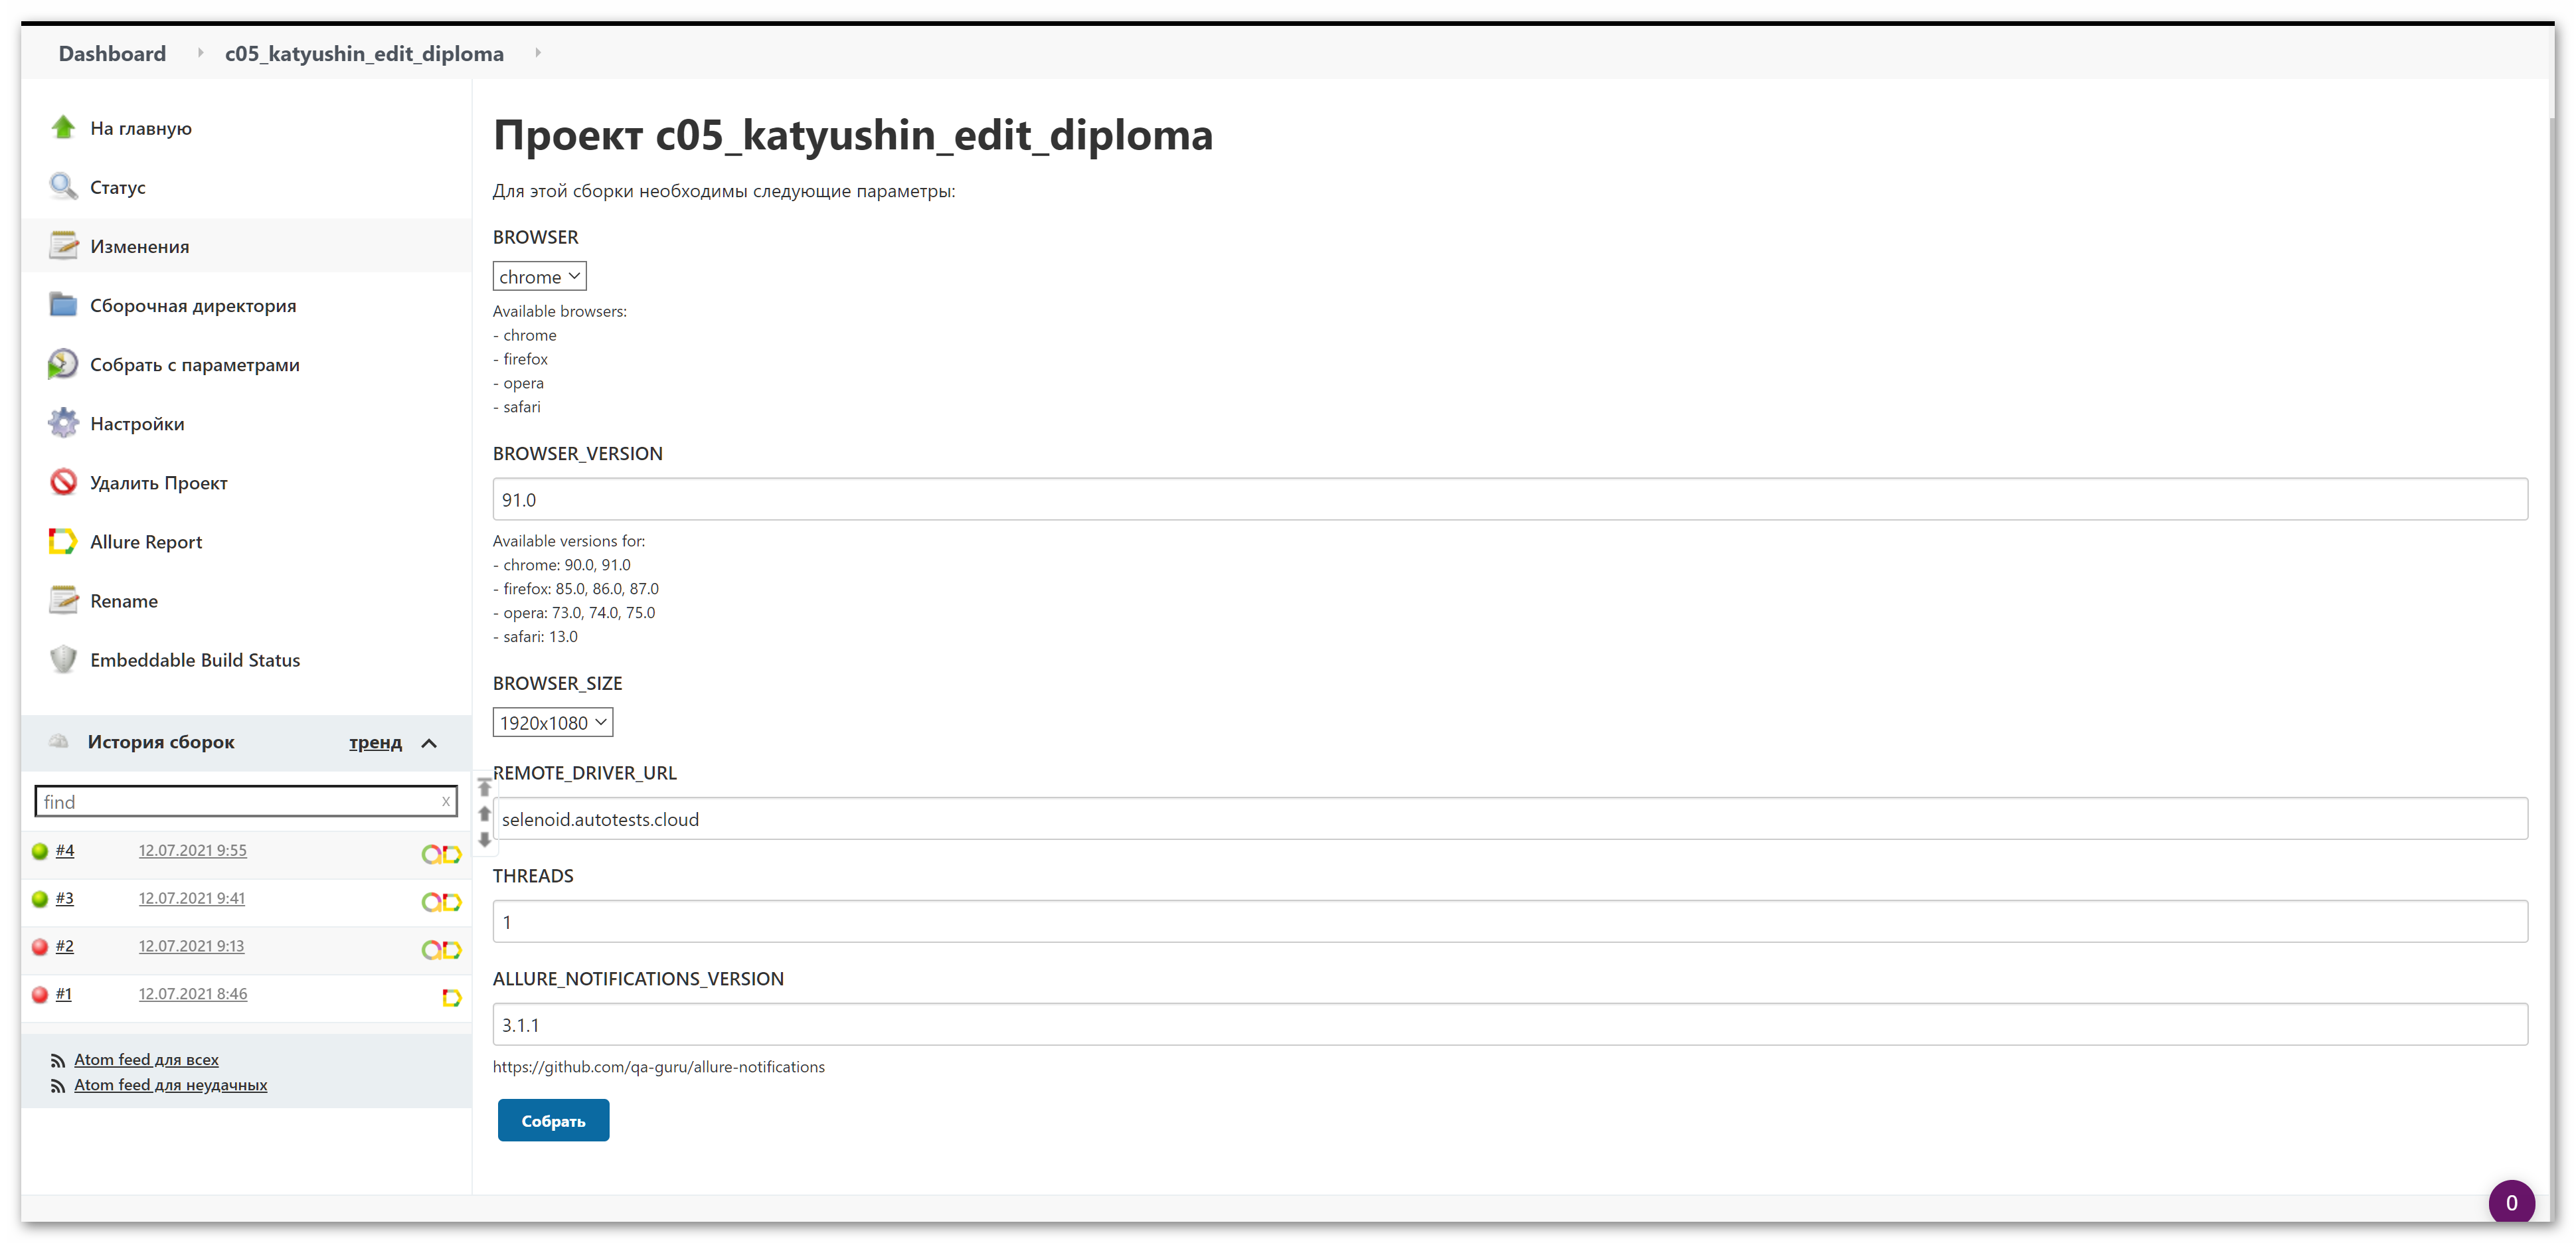 Dashboard
c05_katyushin_edit_diploma
На главную
Статус
Изменения
Сборочная директория
Собрать с параметрами
Настройки
Удалить Проект
Allure Report
Rename
Embeddable Build Status
История сборок тренд
find x
#4 12.07.2021 9:55
#3 12.07.2021 9:41
#2 12.07.2021 9:13
#1 12.07.2021 8:46
Atom feed для всех
Atom feed для неудачных
Проект c05_katyushin_edit_diploma
Для этой сборки необходимы следующие параметры:
BROWSER
chrome
Available browsers:
- chrome
- firefox
- opera
- safari
BROWSER_VERSION
91.0
Available versions for:
- chrome: 90.0, 91.0
- firefox: 85.0, 86.0, 87.0
- opera: 73.0, 74.0, 75.0
- safari: 13.0
BROWSER_SIZE
1920x1080
REMOTE_DRIVER_URL
selenoid.autotests.cloud
THREADS
1
ALLURE_NOTIFICATIONS_VERSION
3.1.1
https://github.com/qa-guru/allure-notifications
Собрать
0